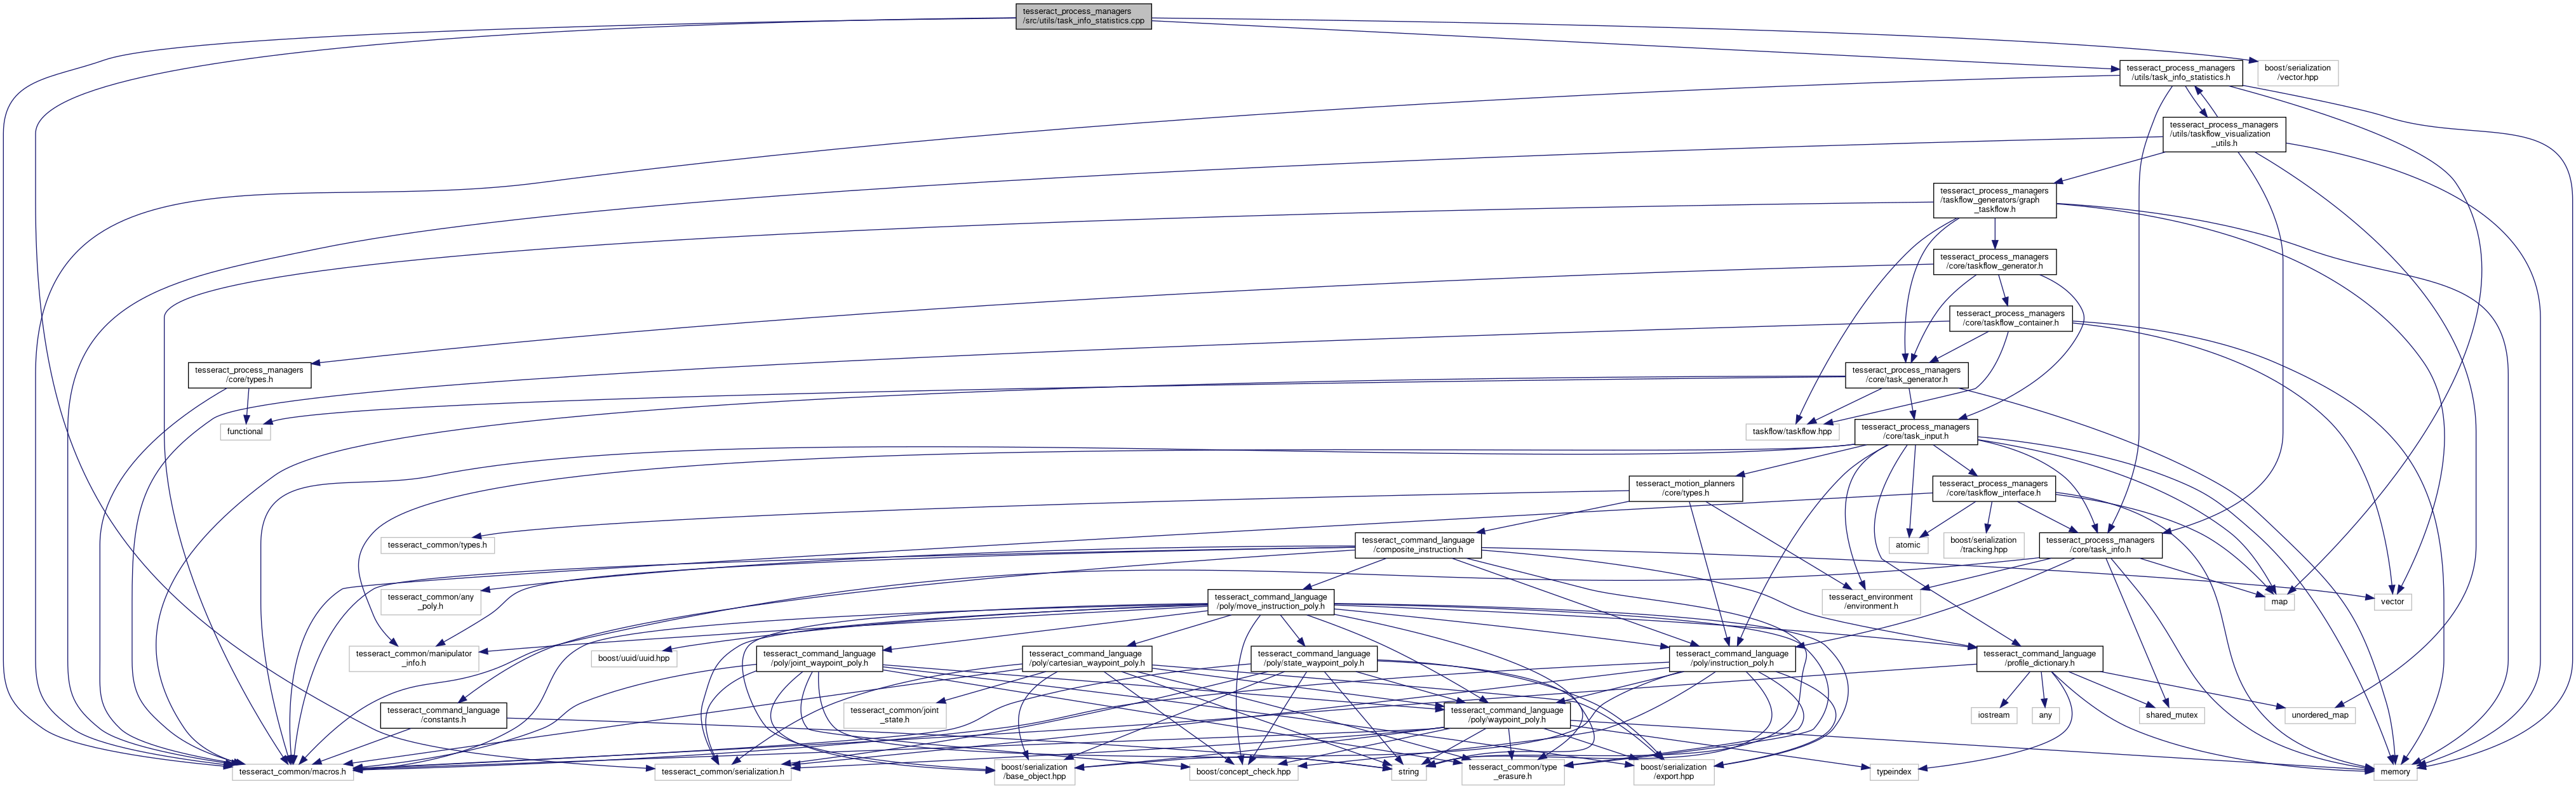 tesseract_process_managers
/src/utils/task_info_statistics.cpp
tesseract_process_managers
/utils/task_info_statistics.h
boost/serialization
/vector.hpp
tesseract_process_managers
/utils/taskflow_visualization
_utils.h
tesseract_process_managers
/taskflow_generators/graph
_taskflow.h
tesseract_process_managers
/core/taskflow_generator.h
tesseract_process_managers
/core/taskflow_container.h
tesseract_process_managers
/core/types.h
tesseract_process_managers
/core/task_generator.h
functional
taskflow/taskflow.hpp
tesseract_process_managers
/core/task_input.h
tesseract_motion_planners
/core/types.h
tesseract_process_managers
/core/taskflow_interface.h
tesseract_common/types.h
tesseract_command_language
/composite_instruction.h
atomic
boost/serialization
/tracking.hpp
tesseract_process_managers
/core/task_info.h
tesseract_common/any
_poly.h
tesseract_command_language
/poly/move_instruction_poly.h
tesseract_environment
/environment.h
map
vector
tesseract_common/manipulator
_info.h
boost/uuid/uuid.hpp
tesseract_command_language
/poly/joint_waypoint_poly.h
tesseract_command_language
/poly/cartesian_waypoint_poly.h
tesseract_command_language
/poly/state_waypoint_poly.h
tesseract_command_language
/poly/instruction_poly.h
tesseract_command_language
/profile_dictionary.h
tesseract_command_language
/constants.h
tesseract_common/joint
_state.h
tesseract_command_language
/poly/waypoint_poly.h
iostream
any
shared_mutex
unordered_map
tesseract_common/macros.h
tesseract_common/serialization.h
boost/serialization
/base_object.hpp
boost/concept_check.hpp
string
tesseract_common/type
_erasure.h
boost/serialization
/export.hpp
typeindex
memory